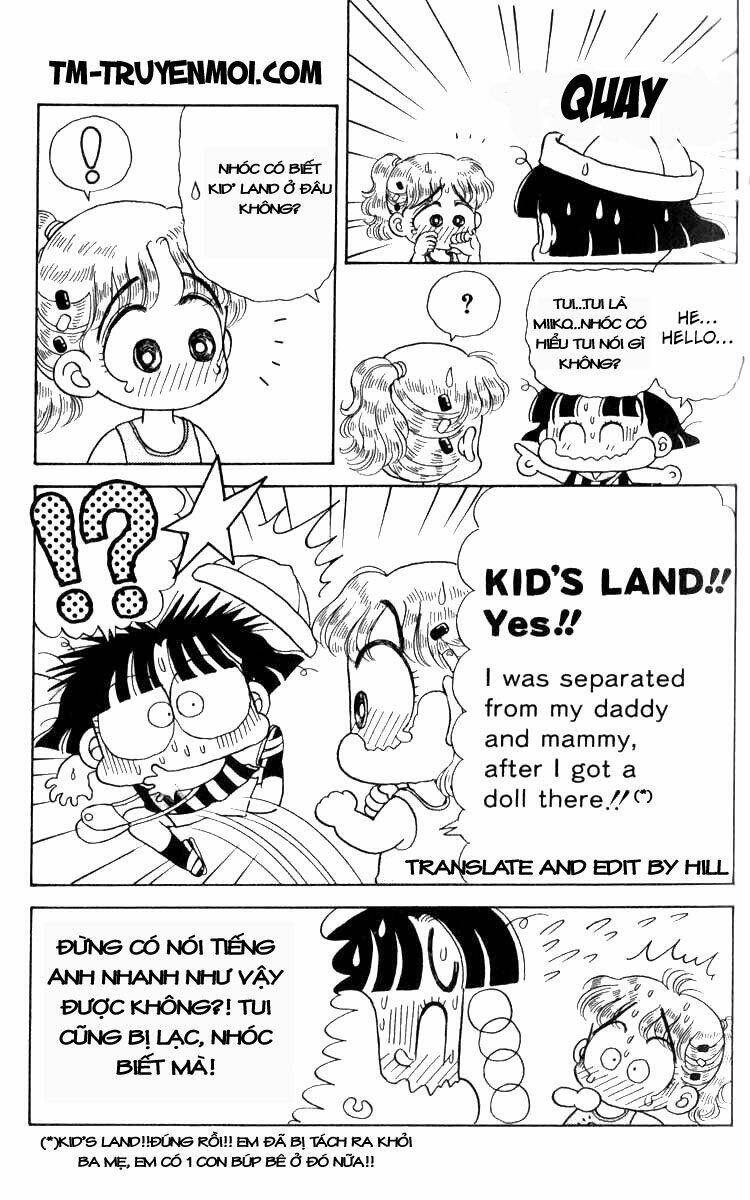 TM-TRUYENMOI.COM
QUAY
HE...
HELLO...
TUI..TUI LÀ
MIIKO..NHÓC CÓ
HIỂU TUI NÓI GÌ
KHÔNG?
?
NHÓC CÓ BIẾT
KID' LAND Ở ĐÂU
KHÔNG?
!
!?
KID'S LAND!!
Yes!!
I was separated
from my daddy
and mammy,
after I got a
doll there!! (*)
TRANSLATE AND EDIT BY HILL
ĐỪNG CÓ NÓI TIẾNG
ANH NHANH NHƯ VẬY
ĐƯỢC KHÔNG?! TUI
CŨNG BỊ LẠC, NHÓC
BIẾT MÀ!
(*)KID'S LAND!!ĐÚNG RỒI!! EM ĐÃ BỊ TÁCH RA KHỎI
BA MẸ, EM CÓ 1 CON BÚP BÊ Ở ĐÓ NỮA!!